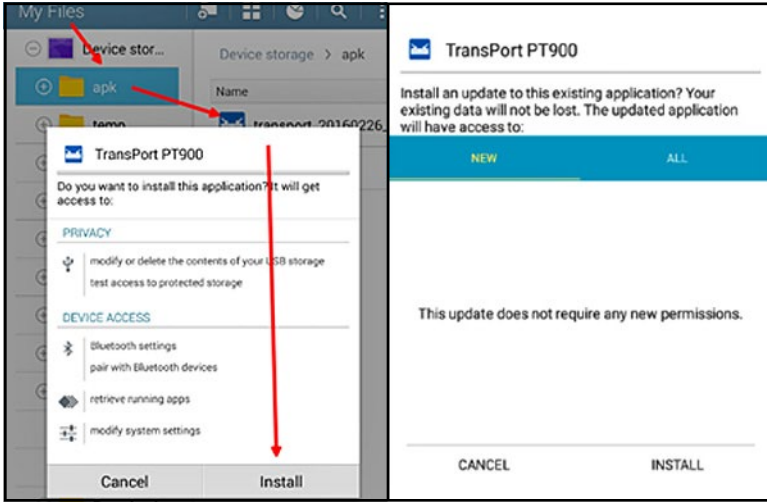 My Files
Device stor...
Device storage > apk
apk
Name
temp
transport_20160226_
TransPort PT900
Do you want to install this application? It will get
access to:
PRIVACY
modify or delete the contents of your USB storage
test access to protected storage
DEVICE ACCESS
Bluetooth settings
pair with Bluetooth devices
retrieve running apps
modify system settings
Cancel
Install
TransPort PT900
Install an update to this existing application? Your
existing data will not be lost. The updated application
will have access to:
NEW
ALL
This update does not require any new permissions.
CANCEL
INSTALL